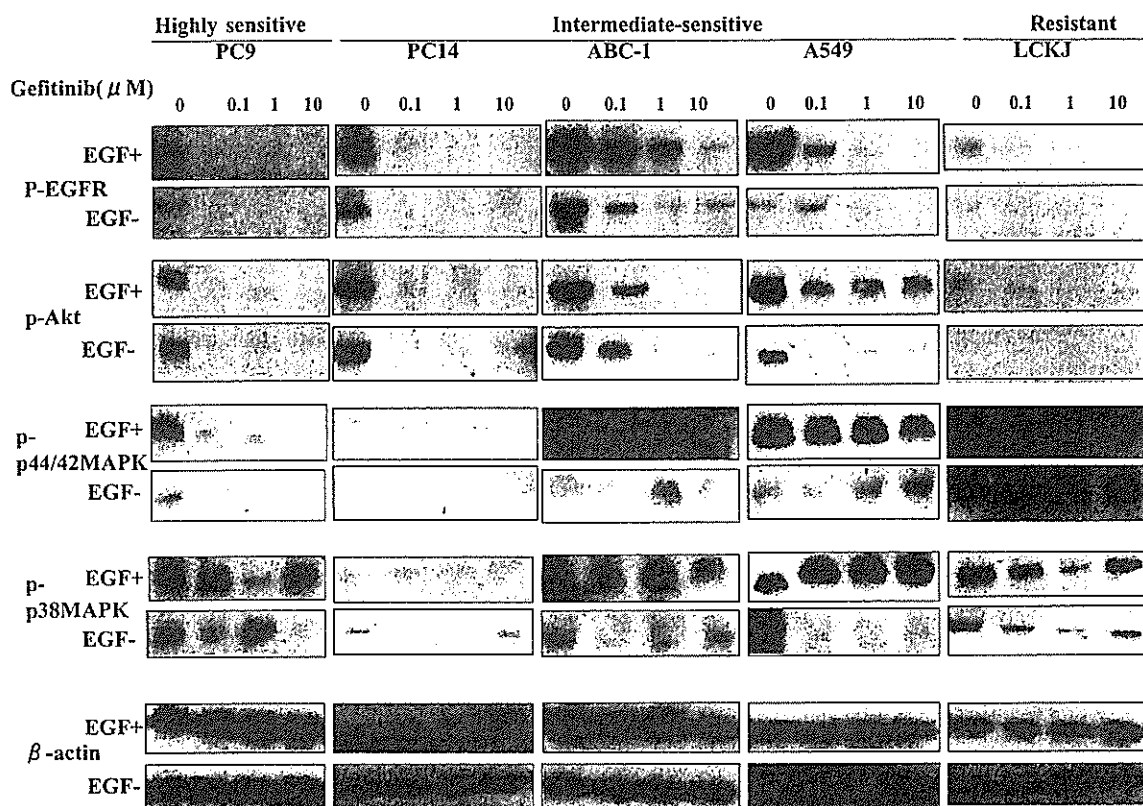 Highly sensitive Intermediate-sensitive Resistant
PC9 PC14 ABC-1 A549 LCKJ
Gefitinib(μM) 0 0.1 1 10 0 0.1 1 10 0 0.1 1 10 0 0.1 1 10 0 0.1 1 10
EGF+
P-EGFR
EGF-
EGF+
p-Akt
EGF-
EGF+
p-
p44/42MAPK
EGF-
EGF+
p-
p38MAPK
EGF-
EGF+
β-actin
EGF-